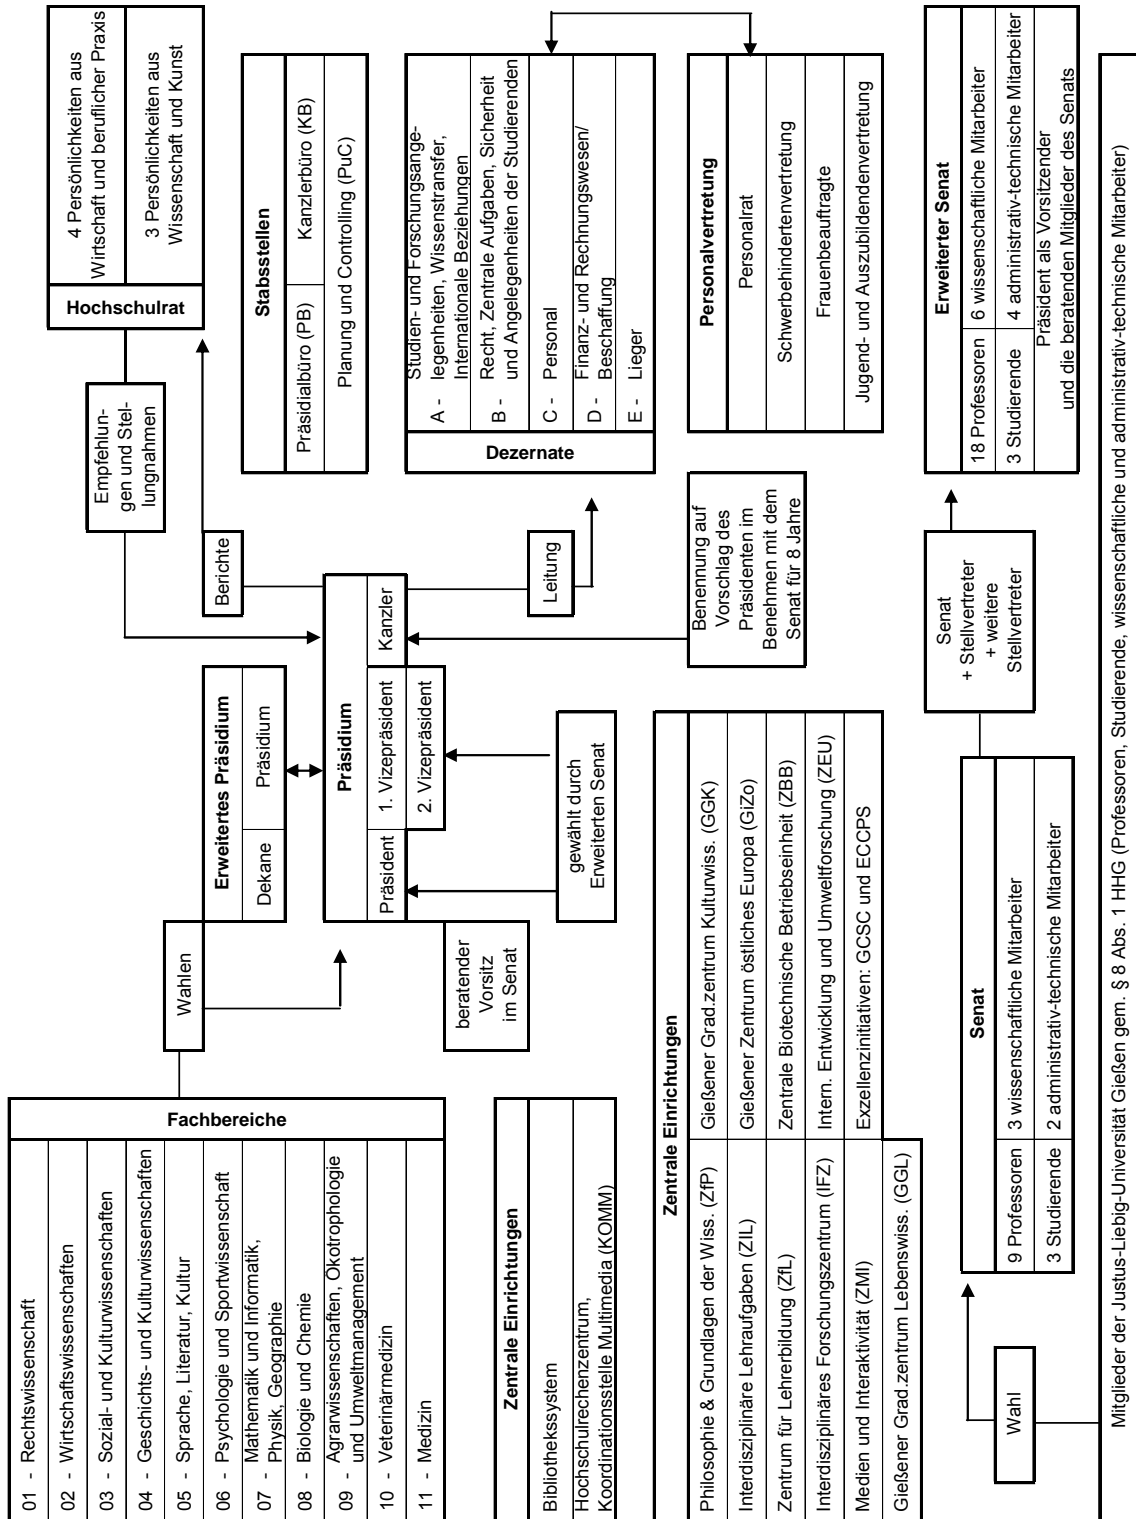 01 - Rechtswissenschaft
02 - Wirtschaftswissenschaften
03 - Sozial- und Kulturwissenschaften
04 - Geschichts- und Kulturwissenschaften
05 - Sprache, Literatur, Kultur
06 - Psychologie und Sportwissenschaft
07 - Mathematik und Informatik,
Physik, Geographie
08 - Biologie und Chemie
09 - Agrarwissenschaften, Ökotrophologie
und Umweltmanagement
10 - Veterinärmedizin
11 - Medizin
Fachbereiche
Wahlen
Erweitertes Präsidium
Dekane
Präsidium
Präsidium
Präsident
1. Vizepräsident
Kanzler
2. Vizepräsident
beratender
Vorsitz
im Senat
gewählt durch
Erweiterten Senat
Berichte
Empfehlun-
gen und Stel-
lungnahmen
Hochschulrat
4 Persönlichkeiten aus
Wirtschaft und beruflicher Praxis
3 Persönlichkeiten aus
Wissenschaft und Kunst
Stabsstellen
Präsidialbüro (PB)
Kanzlerbüro (KB)
Planung und Controlling (PuC)
Leitung
Dezernate
Studien- und Forschungsange-
A - legenheiten, Wissenstransfer,
Internationale Beziehungen
B - Recht, Zentrale Aufgaben, Sicherheit
und Angelegenheiten der Studierenden
C - Personal
D - Finanz- und Rechnungswesen/
Beschaffung
E - Lieger
Benennung auf
Vorschlag des
Präsidenten im
Benehmen mit dem
Senat für 8 Jahre
Personalvertretung
Personalrat
Schwerbehindertenvertretung
Frauenbeauftragte
Jugend- und Auszubildendenvertretung
Zentrale Einrichtungen
Bibliothekssystem
Hochschulrechenzentrum,
Koordinationsstelle Multimedia (KOMM)
Zentrale Einrichtungen
Philosophie & Grundlagen der Wiss. (ZfP)
Gießener Grad.zentrum Kulturwiss. (GGK)
Interdisziplinäre Lehraufgaben (ZIL)
Gießener Zentrum östliches Europa (GiZo)
Zentrum für Lehrerbildung (ZfL)
Zentrale Biotechnische Betriebseinheit (ZBB)
Interdisziplinäres Forschungszentrum (IFZ)
Intern. Entwicklung und Umweltforschung (ZEU)
Medien und Interaktivität (ZMI)
Exzellenzinitiativen: GCSC und ECCPS
Gießener Grad.zentrum Lebenswiss. (GGL)
Wahl
Senat
9 Professoren
3 wissenschaftliche Mitarbeiter
3 Studierende
2 administrativ-technische Mitarbeiter
Senat
+ Stellvertreter
+ weitere
Stellvertreter
Erweiterter Senat
18 Professoren
6 wissenschaftliche Mitarbeiter
3 Studierende
4 administrativ-technische Mitarbeiter
Präsident als Vorsitzender
und die beratenden Mitglieder des Senats
Mitglieder der Justus-Liebig-Universität Gießen gem. § 8 Abs. 1 HHG (Professoren, Studierende, wissenschaftliche und administrativ-technische Mitarbeiter)